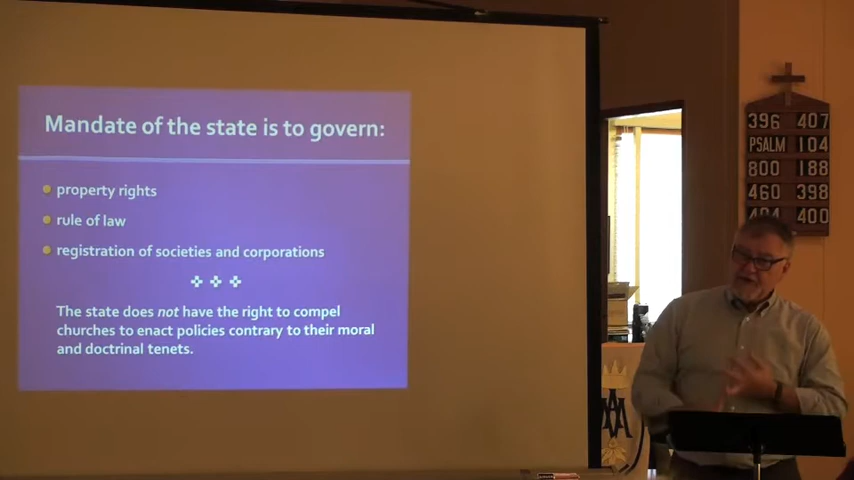 Mandate of the state is to govern:
property rights
rule of law
registration of societies and corporations
The state does not have the right to compel
churches to enact policies contrary to their moral
and doctrinal tenets.
396 407
PSALM 104
800 188
460 398
400